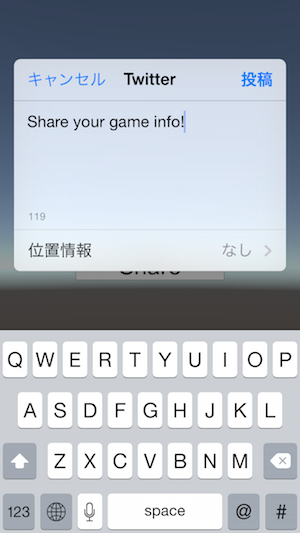 キャンセル Twitter 投稿
Share your game info!
119
位置情報 なし
Share
Q W E R T Y U I O P
A S D F G H J K L
Z X C V B N M
123 space @ #